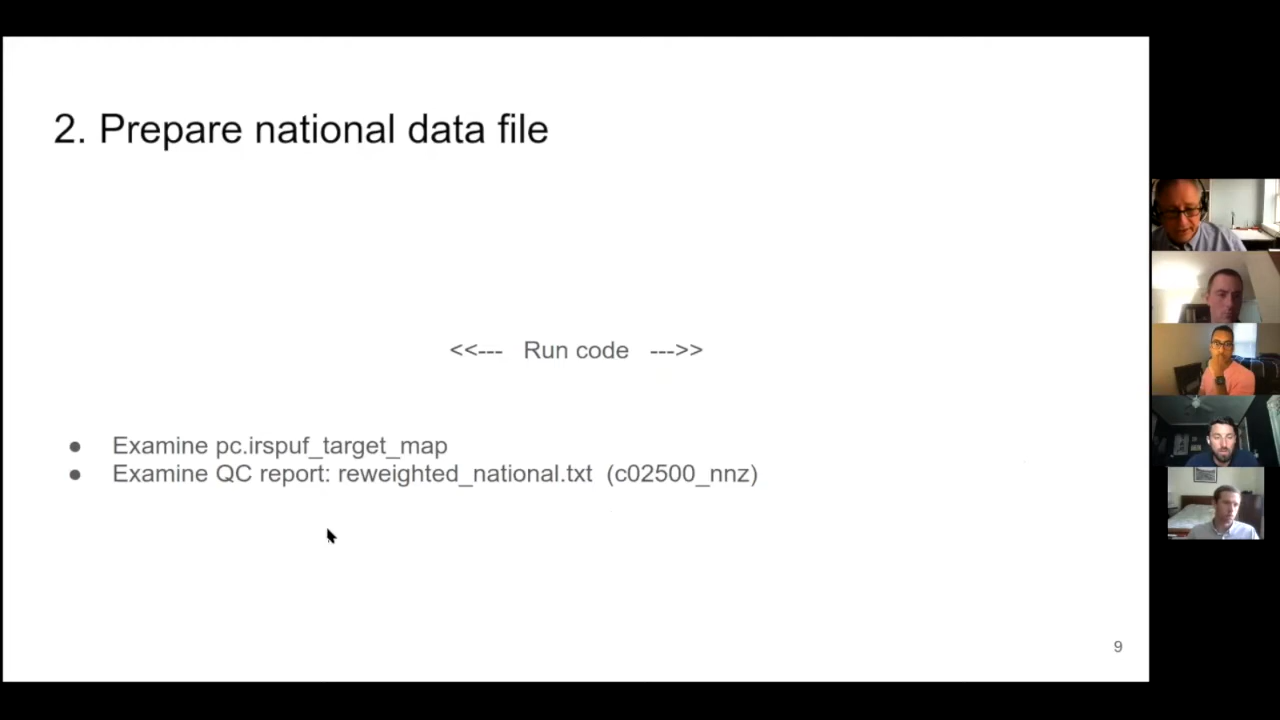 2. Prepare national data file
<<--- Run code --->>
● Examine pc.irspuf_target_map
● Examine QC report: reweighted_national.txt (c02500_nnz)
9